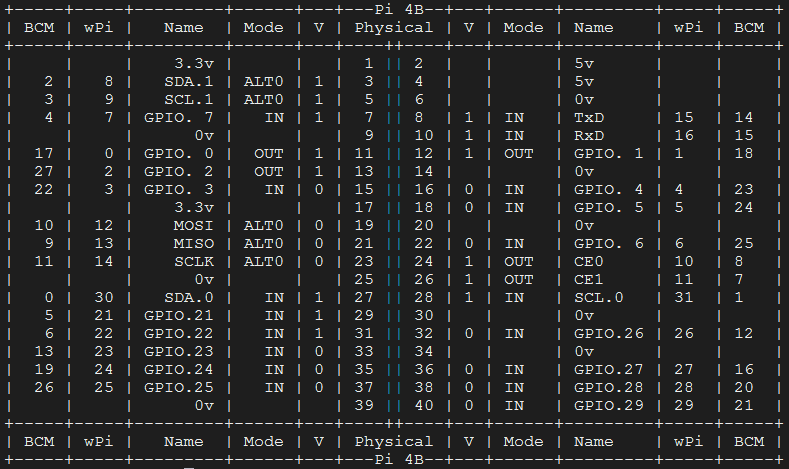 +-----+-----+---------+------+---+---Pi 4B--+---+------+---------+-----+-----+
| BCM | wPi |   Name  | Mode | V | Physical | V | Mode | Name    | wPi | BCM |
+-----+-----+---------+------+---+----++----+---+------+---------+-----+-----+
|     |     |    3.3v |      |   |  1 || 2  |   |      | 5v      |     |     |
|   2 |   8 |   SDA.1 | ALT0 | 1 |  3 || 4  |   |      | 5v      |     |     |
|   3 |   9 |   SCL.1 | ALT0 | 1 |  5 || 6  |   |      | 0v      |     |     |
|   4 |   7 | GPIO. 7 |   IN | 1 |  7 || 8  | 1 | IN   | TxD     | 15  | 14  |
|     |     |      0v |      |   |  9 || 10 | 1 | IN   | RxD     | 16  | 15  |
|  17 |   0 | GPIO. 0 |  OUT | 1 | 11 || 12 | 1 | OUT  | GPIO. 1 | 1   | 18  |
|  27 |   2 | GPIO. 2 |  OUT | 1 | 13 || 14 |   |      | 0v      |     |     |
|  22 |   3 | GPIO. 3 |   IN | 0 | 15 || 16 | 0 | IN   | GPIO. 4 | 4   | 23  |
|     |     |    3.3v |      |   | 17 || 18 | 0 | IN   | GPIO. 5 | 5   | 24  |
|  10 |  12 |    MOSI | ALT0 | 0 | 19 || 20 |   |      | 0v      |     |     |
|   9 |  13 |    MISO | ALT0 | 0 | 21 || 22 | 0 | IN   | GPIO. 6 | 6   | 25  |
|  11 |  14 |    SCLK | ALT0 | 0 | 23 || 24 | 1 | OUT  | CE0     | 10  | 8   |
|     |     |      0v |      |   | 25 || 26 | 1 | OUT  | CE1     | 11  | 7   |
|   0 |  30 |   SDA.0 |   IN | 1 | 27 || 28 | 1 | IN   | SCL.0   | 31  | 1   |
|   5 |  21 | GPIO.21 |   IN | 1 | 29 || 30 |   |      | 0v      |     |     |
|   6 |  22 | GPIO.22 |   IN | 1 | 31 || 32 | 0 | IN   | GPIO.26 | 26  | 12  |
|  13 |  23 | GPIO.23 |   IN | 0 | 33 || 34 |   |      | 0v      |     |     |
|  19 |  24 | GPIO.24 |   IN | 0 | 35 || 36 | 0 | IN   | GPIO.27 | 27  | 16  |
|  26 |  25 | GPIO.25 |   IN | 0 | 37 || 38 | 0 | IN   | GPIO.28 | 28  | 20  |
|     |     |      0v |      |   | 39 || 40 | 0 | IN   | GPIO.29 | 29  | 21  |
+-----+-----+---------+------+---+----++----+---+------+---------+-----+-----+
| BCM | wPi |   Name  | Mode | V | Physical | V | Mode | Name    | wPi | BCM |
+-----+-----+---------+------+---+---Pi 4B--+---+------+---------+-----+-----+